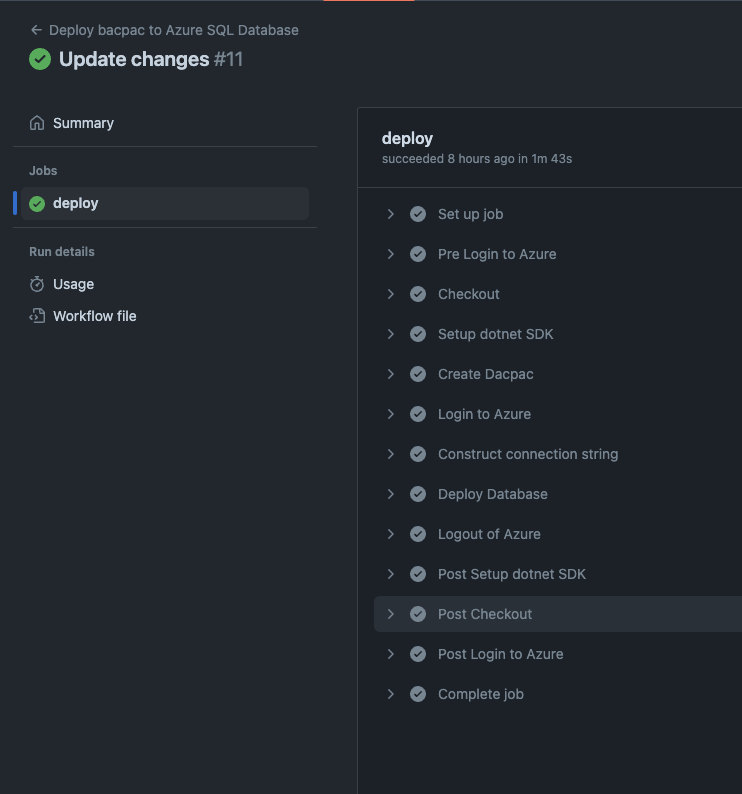 Deploy bacpac to Azure SQL Database
Update changes #11
Summary
Jobs
deploy
Run details
Usage
Workflow file
deploy
succeeded 8 hours ago in 1m 43s
Set up job
Pre Login to Azure
Checkout
Setup dotnet SDK
Create Dacpac
Login to Azure
Construct connection string
Deploy Database
Logout of Azure
Post Setup dotnet SDK
Post Checkout
Post Login to Azure
Complete job